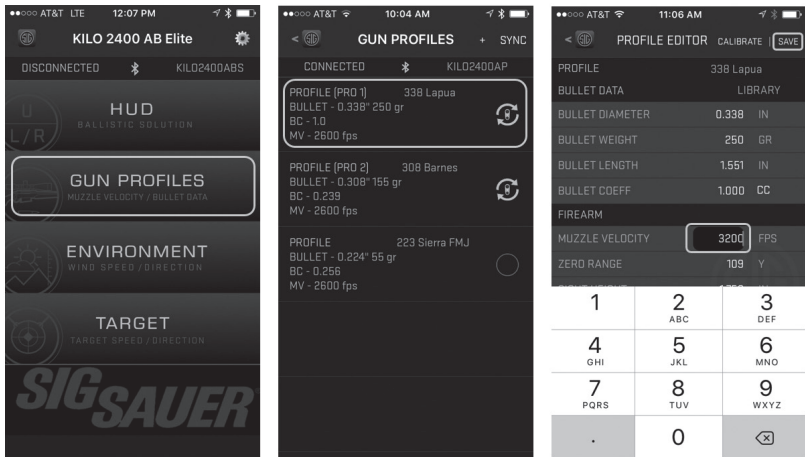 ●●○○○ AT&T LTE 12:07 PM
SIG KILO 2400 AB Elite
DISCONNECTED KILO2400ABS
U
L/R
HUD
BALLISTIC SOLUTION
GUN PROFILES
MUZZLE VELOCITY / BULLET DATA
ENVIRONMENT
WIND SPEED / DIRECTION
TARGET
TARGET SPEED / DIRECTION
SIG SAUER
●●○○○ AT&T 10:04 AM
< SIG GUN PROFILES + SYNC
CONNECTED KILO2400AP
PROFILE (PRO 1) 338 Lapua
BULLET - 0.338" 250 gr
BC - 1.0
MV - 2600 fps
PROFILE (PRO 2) 308 Barnes
BULLET - 0.308" 155 gr
BC - 0.239
MV - 2600 fps
PROFILE 223 Sierra FMJ
BULLET - 0.224" 55 gr
BC - 0.256
MV - 2600 fps
●●○○○ AT&T 11:06 AM
< SIG PROFILE EDITOR CALIBRATE | SAVE
PROFILE 338 Lapua
BULLET DATA LIBRARY
BULLET DIAMETER 0.338 IN
BULLET WEIGHT 250 GR
BULLET LENGTH 1.551 IN
BULLET COEFF 1.000 CC
FIREARM
MUZZLE VELOCITY 3200 FPS
ZERO RANGE 109 Y
1 2 3
ABC DEF
4 5 6
GHI JKL MNO
7 8 9
PQRS TUV WXYZ
. 0